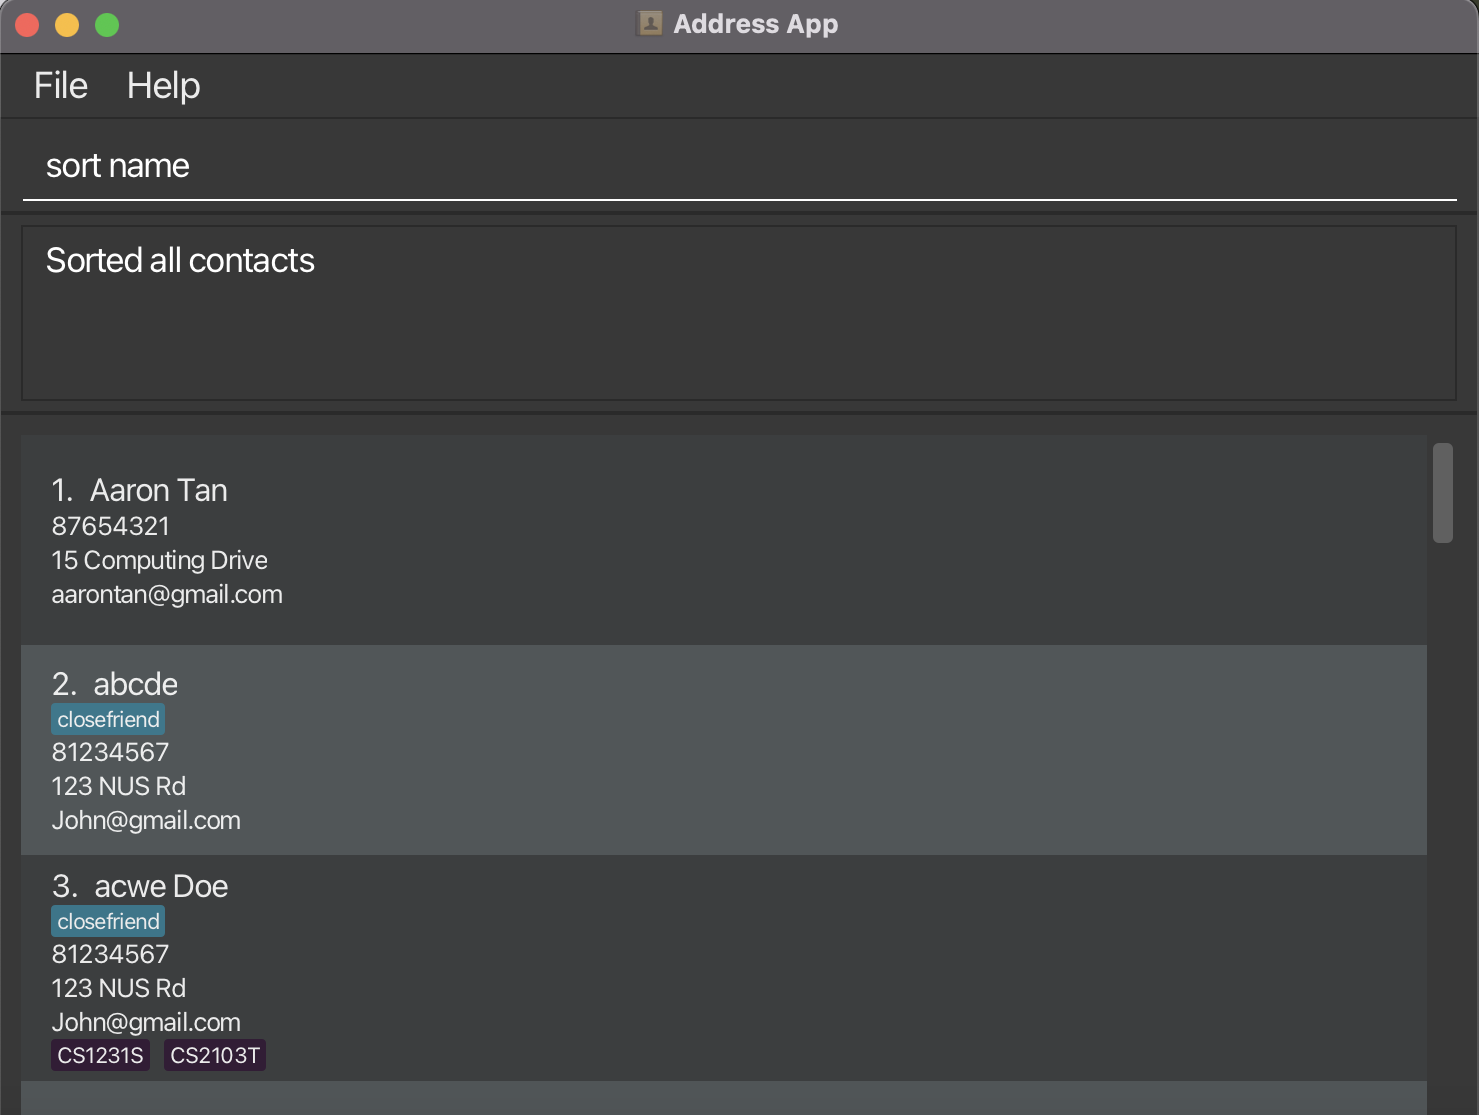 Address App
File Help
sort name
Sorted all contacts
1. Aaron Tan
87654321
15 Computing Drive
aarontan@gmail.com
2. abcde
closefriend
81234567
123 NUS Rd
John@gmail.com
3. acwe Doe
closefriend
81234567
123 NUS Rd
John@gmail.com
CS1231S CS2103T